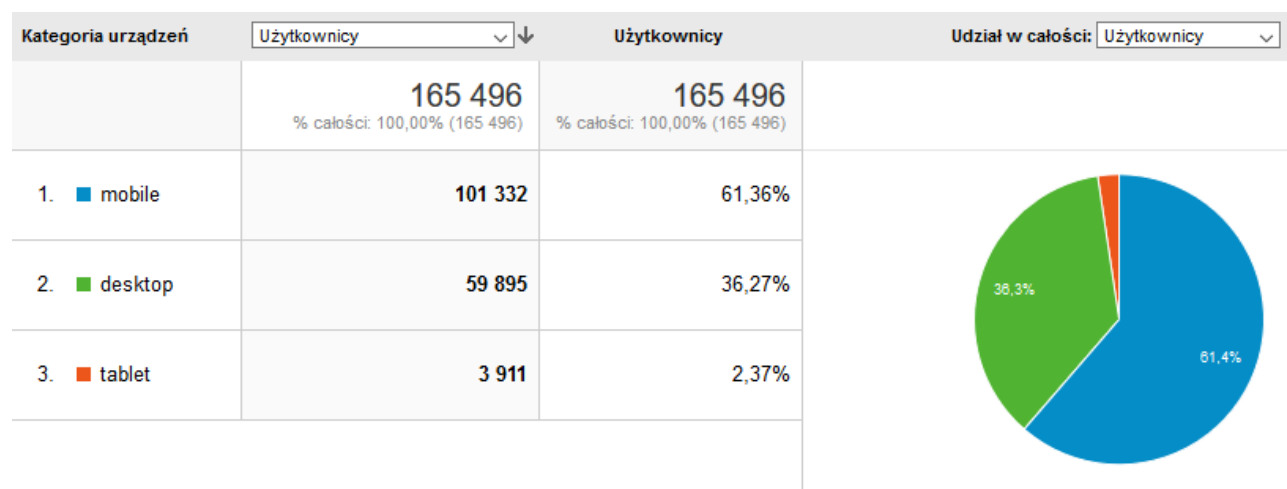 Kategoria urządzeń Użytkownicy Użytkownicy Udział w całości: Użytkownicy
165 496 165 496
% całości: 100,00% (165 496) % całości: 100,00% (165 496)
1. mobile 101 332 61,36%
2. desktop 59 895 36,27%
3. tablet 3 911 2,37%
36,3%
61,4%